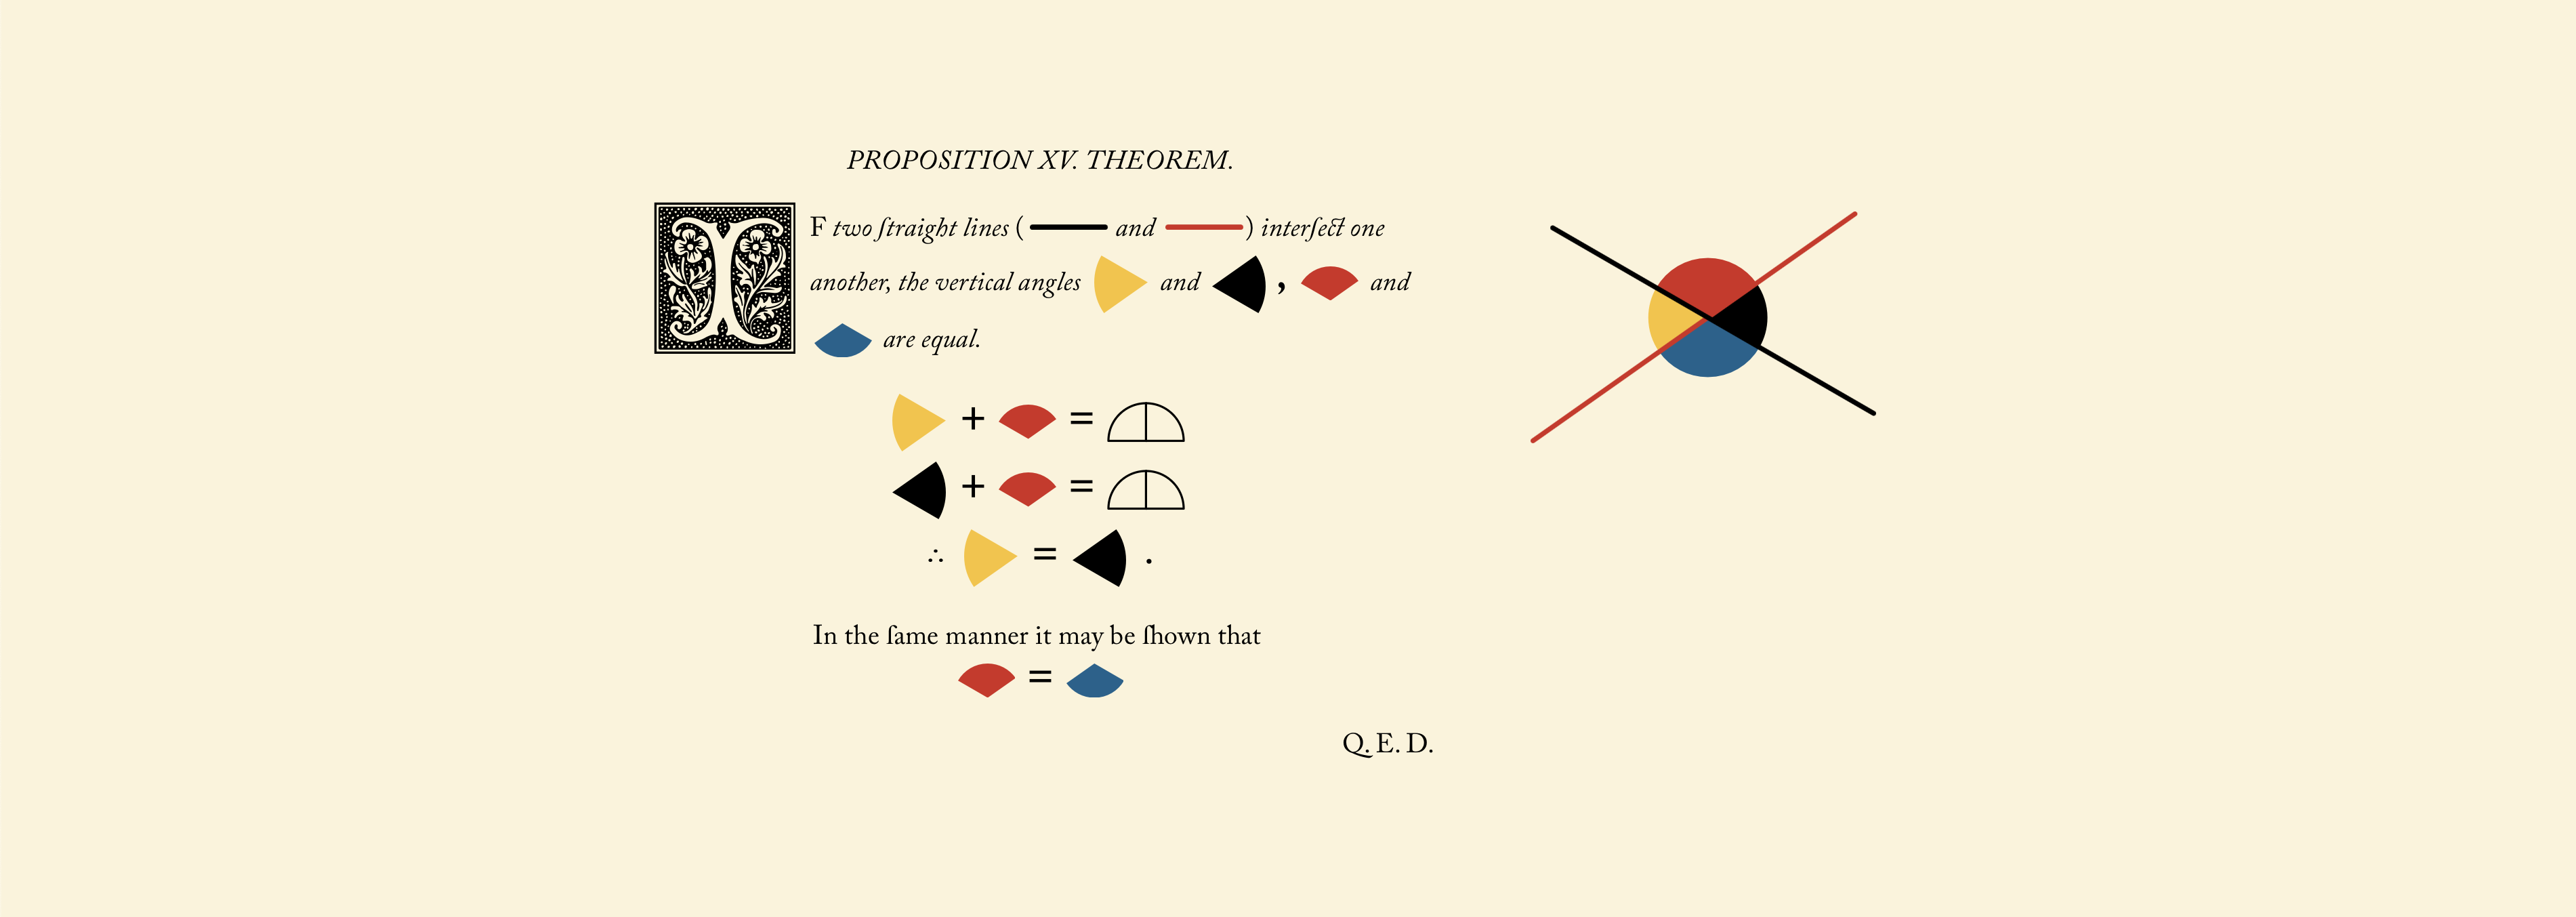 PROPOSITION XV. THEOREM.
IF two ſtraight lines ( and ) interſect one
another, the vertical angles and , and
are equal.
+ =
+ =
∴ = .
In the ſame manner it may be ſhown that
=
Q. E. D.